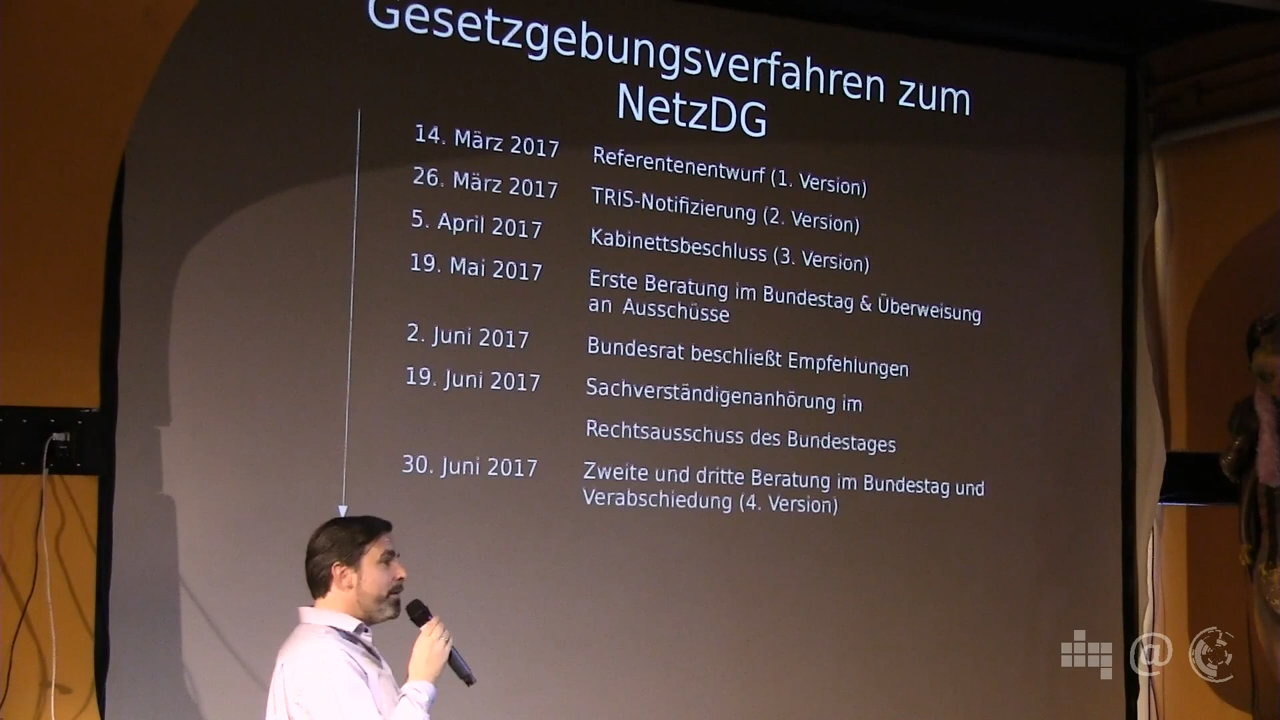 Gesetzgebungsverfahren zum
NetzDG
14. März 2017 Referentenentwurf (1. Version)
26. März 2017 TRIS-Notifizierung (2. Version)
5. April 2017 Kabinettsbeschluss (3. Version)
19. Mai 2017 Erste Beratung im Bundestag & Überweisung
an Ausschüsse
2. Juni 2017 Bundesrat beschließt Empfehlungen
19. Juni 2017 Sachverständigenanhörung im
Rechtsausschuss des Bundestages
30. Juni 2017 Zweite und dritte Beratung im Bundestag und
Verabschiedung (4. Version)
@